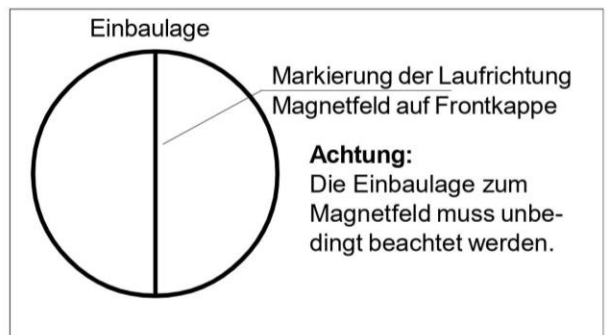 Einbaulage
Markierung der Laufrichtung
Magnetfeld auf Frontkappe
Achtung:
Die Einbaulage zum
Magnetfeld muss unbe-
dingt beachtet werden.